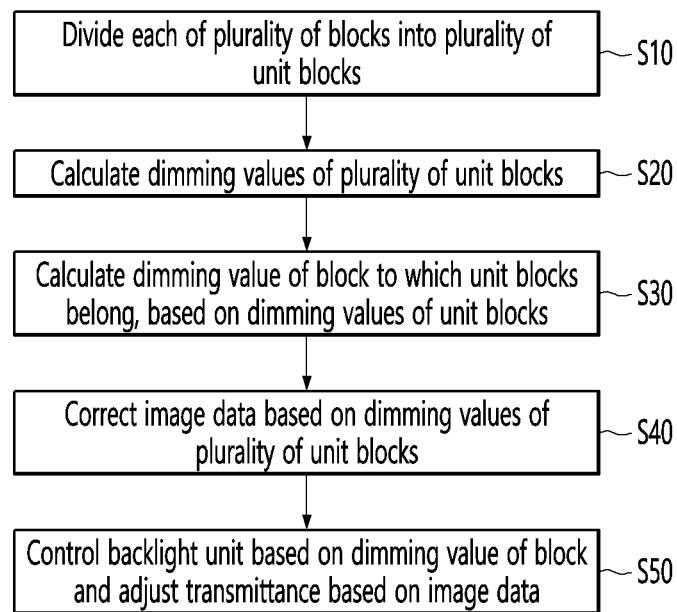 Divide each of plurality of blocks into plurality of
unit blocks
S10
Calculate dimming values of plurality of unit blocks
S20
Calculate dimming value of block to which unit blocks
belong, based on dimming values of unit blocks
S30
Correct image data based on dimming values of
plurality of unit blocks
S40
Control backlight unit based on dimming value of block
and adjust transmittance based on image data
S50